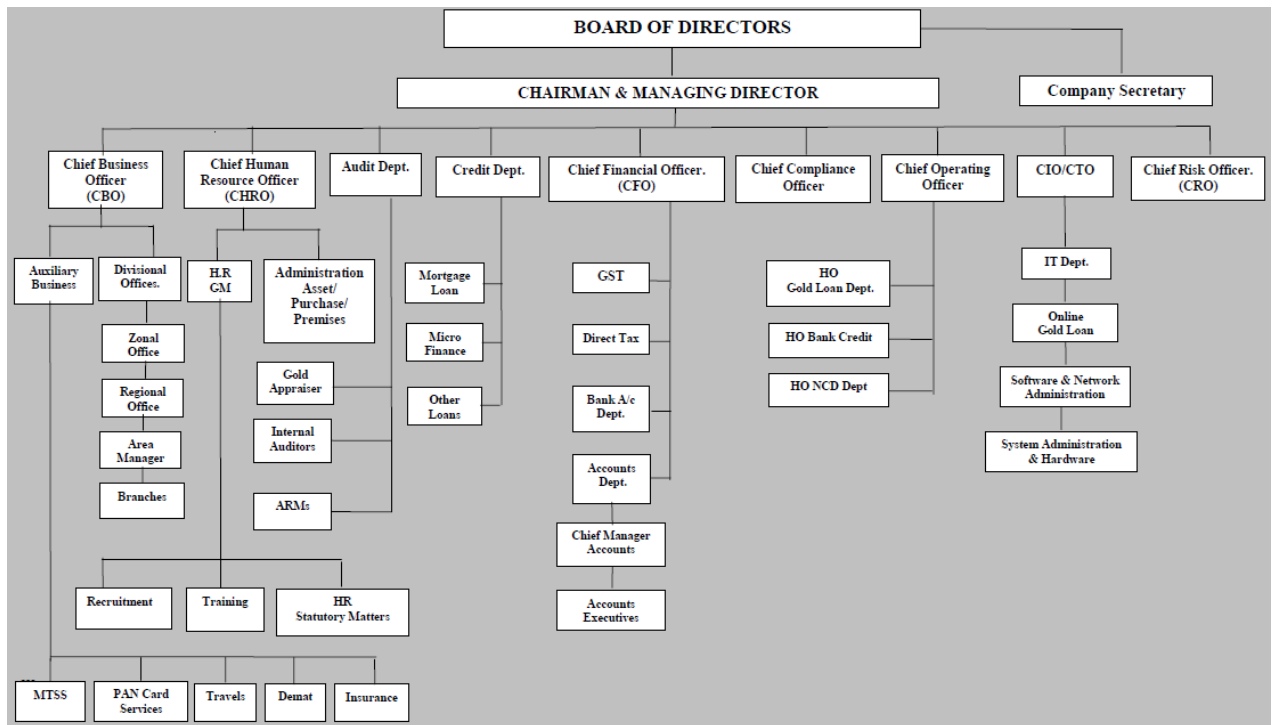 BOARD OF DIRECTORS
CHAIRMAN & MANAGING DIRECTOR
Company Secretary
Chief Business
Officer
(CBO)
Chief Human
Resource Officer
(CHRO)
Audit Dept.
Credit Dept.
Chief Financial Officer.
(CFO)
Chief Compliance
Officer
Chief Operating
Officer
CIO/CTO
Chief Risk Officer.
(CRO)
Auxiliary
Business
Divisional
Offices.
H.R
GM
Administration
Asset/
Purchase/
Premises
Zonal
Office
Regional
Office
Area
Manager
Branches
Gold
Appraiser
Internal
Auditors
ARMs
Mortgage
Loan
Micro
Finance
Other
Loans
GST
Direct Tax
Bank A/c
Dept.
Accounts
Dept.
Chief Manager
Accounts
Accounts
Executives
HO
Gold Loan Dept.
HO Bank Credit
HO NCD Dept
IT Dept.
Online
Gold Loan
Software & Network
Administration
System Administration
& Hardware
Recruitment
Training
HR
Statutory Matters
MTSS
PAN Card
Services
Travels
Demat
Insurance